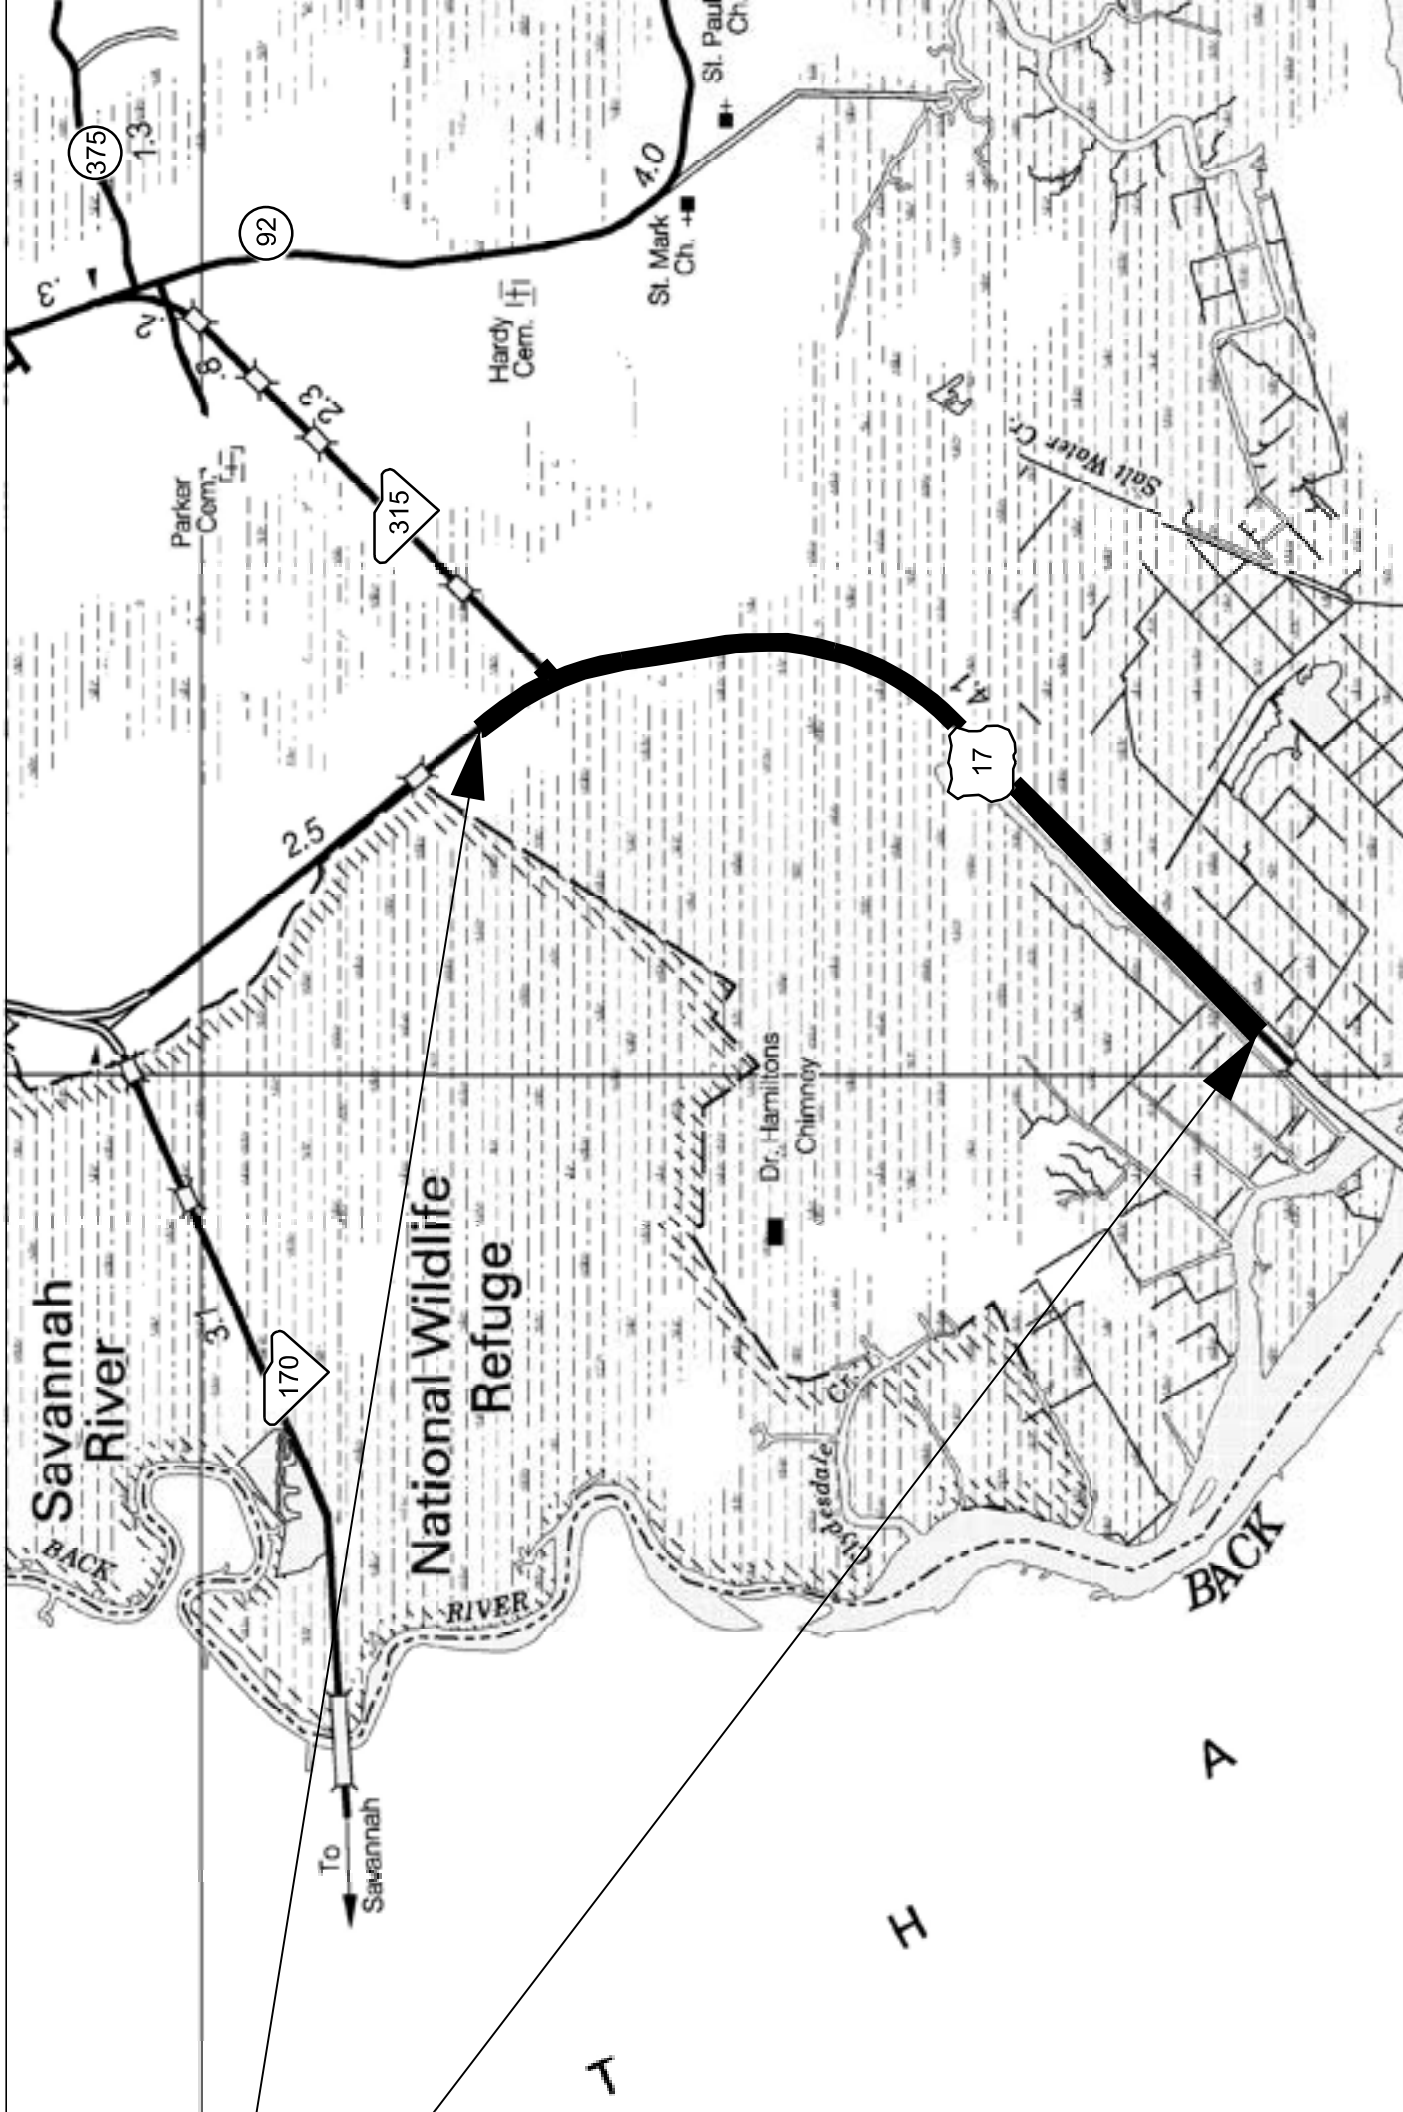 375
1.3
.3
92
.2
.8
2.3
4.0
St. Paul
Ch.
St. Mark
Ch.
Hardy
Cem.
Parker
Cem.
315
Salt Water Cr.
4.1
17
2.5
Dr. Hamiltons
Chimney
Savannah
River
National Wildlife
Refuge
3.1
170
Clydesdale
Cr.
BACK
RIVER
BACK
To
Savannah
T
H
A